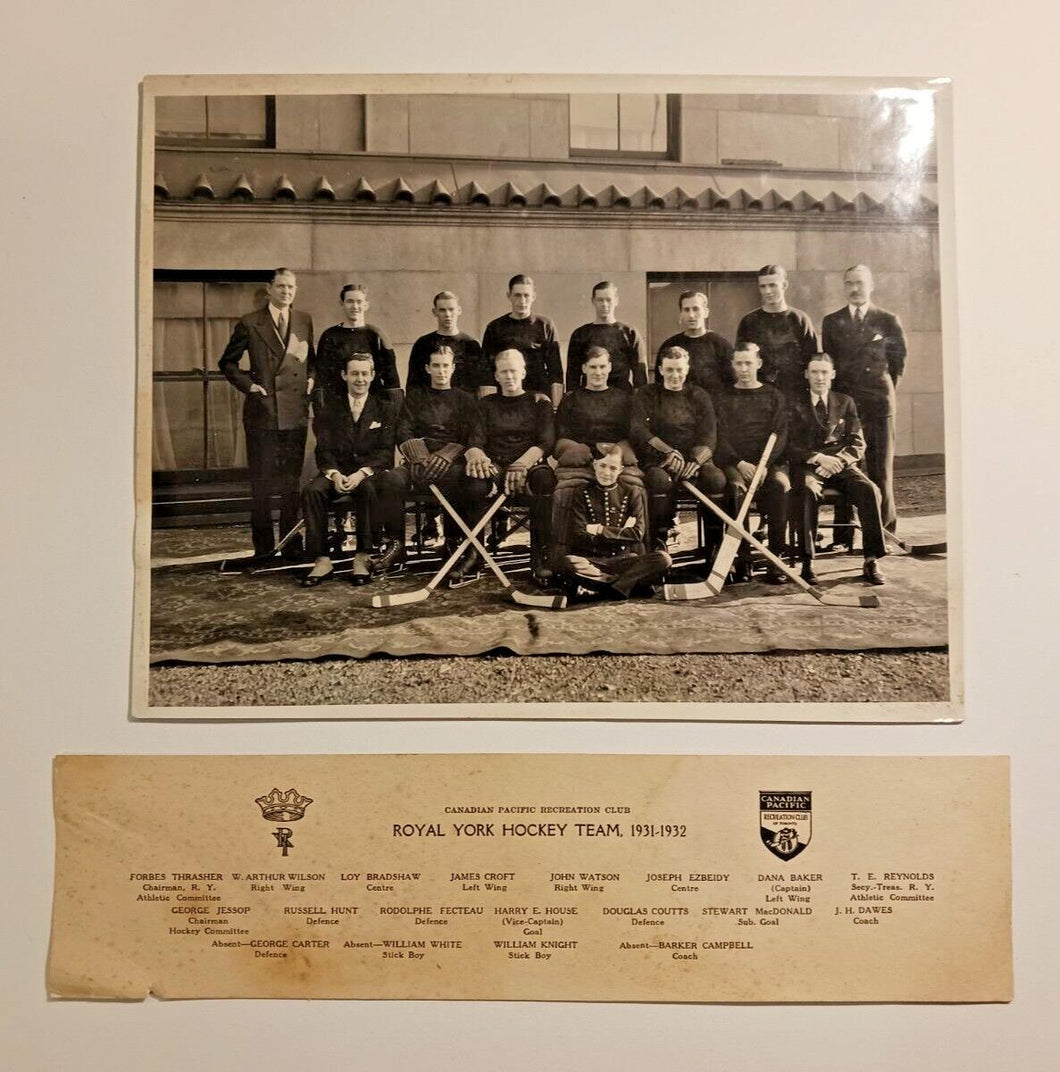 CANADIAN PACIFIC RECREATION CLUB
ROYAL YORK HOCKEY TEAM, 1931-1932
RY
CANADIAN
PACIFIC
RECREATION CLUB
OF TORONTO
FORBES THRASHER W. ARTHUR WILSON LOY BRADSHAW JAMES CROFT JOHN WATSON JOSEPH EZBEIDY DANA BAKER T. E. REYNOLDS
Chairman, R. Y. Right Wing Centre Left Wing Right Wing Centre (Captain) Secy.-Treas. R. Y.
Athletic Committee Left Wing Athletic Committee
GEORGE JESSOP RUSSELL HUNT RODOLPHE FECTEAU HARRY E. HOUSE DOUGLAS COUTTS STEWART MacDONALD J. H. DAWES
Chairman Defence Defence (Vice-Captain) Defence Sub. Goal Coach
Hockey Committee Goal
Absent—GEORGE CARTER Absent—WILLIAM WHITE WILLIAM KNIGHT Absent—BARKER CAMPBELL
Defence Stick Boy Stick Boy Coach